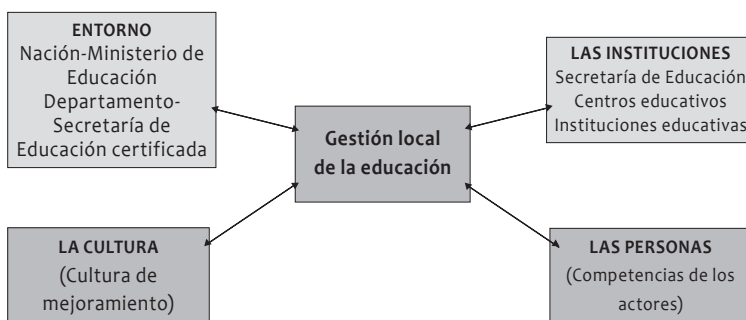 ENTORNO
Nación-Ministerio de
Educación
Departamento-
Secretaría de
Educación certificada
LAS INSTITUCIONES
Secretaría de Educación
Centros educativos
Instituciones educativas
Gestión local
de la educación
LA CULTURA
(Cultura de
mejoramiento)
LAS PERSONAS
(Competencias de los
actores)